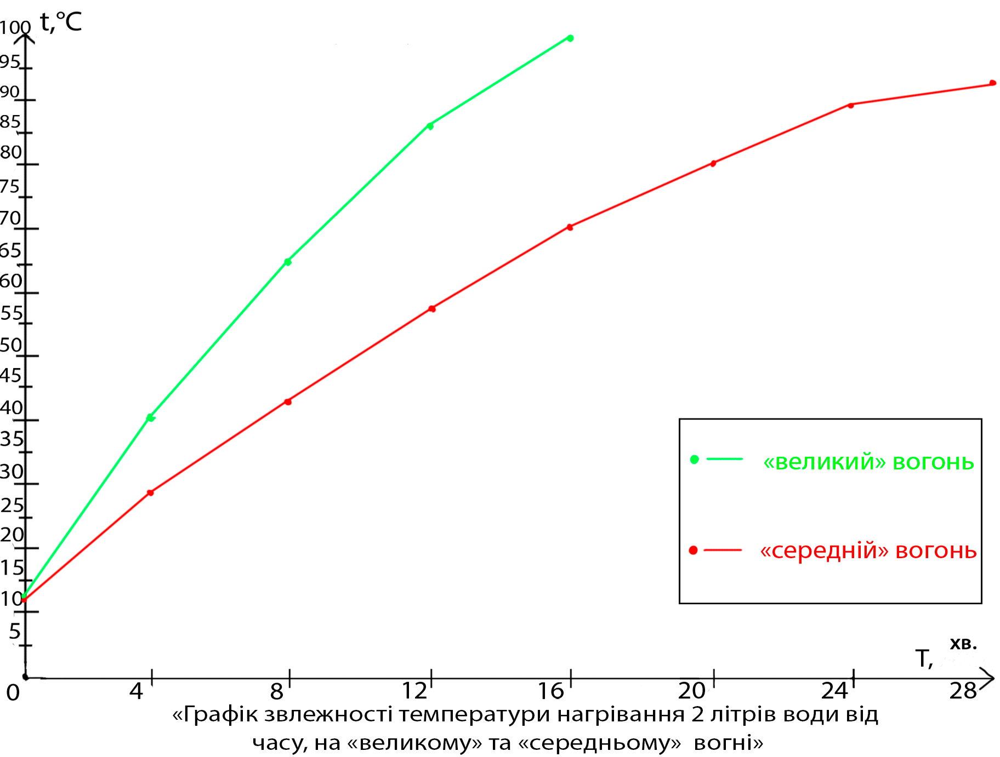 100 t,°C
95
90
85
80
75
70
65
60
55
50
45
40
35
30
25
20
15
10
5
0
«великий» вогонь
«середній» вогонь
Т, хв.
4 8 12 16 20 24 28
«Графік звлежності температури нагрівання 2 літрів води від
часу, на «великому» та «середньому» вогні»